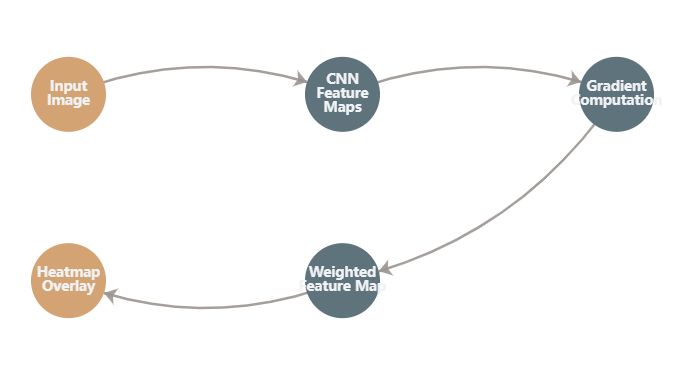 Input
Image
CNN
Feature
Maps
Gradient
Computation
Heatmap
Overlay
Weighted
Feature Map